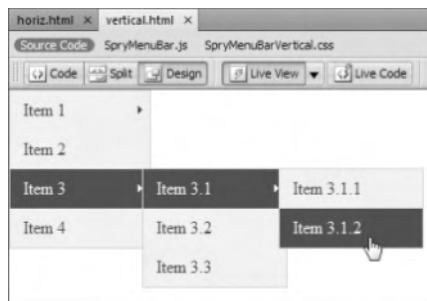 horiz.html × vertical.html ×
Source Code SpryMenuBar.js SpryMenuBarVertical.css
Code Split Design Live View Live Code
Item 1
Item 2
Item 3 Item 3.1 Item 3.1.1
Item 4 Item 3.2 Item 3.1.2
Item 3.3